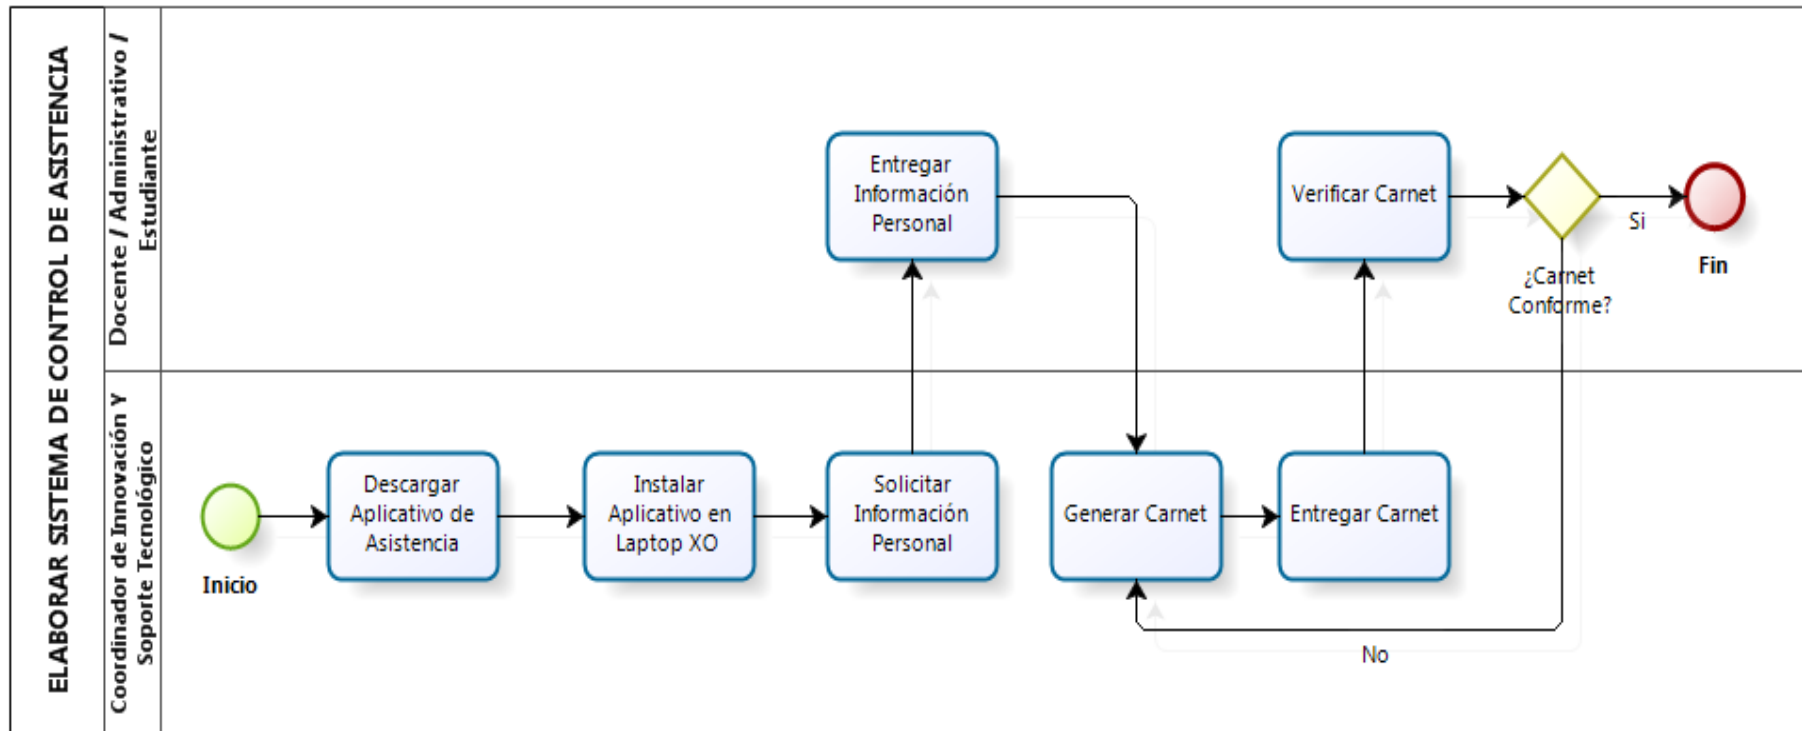 ELABORAR SISTEMA DE CONTROL DE ASISTENCIA
Docente / Administrativo /
Estudiante
Entregar
Información
Personal
Verificar Carnet
Si
¿Carnet
Conforme?
Fin
Coordinador de Innovación Y
Soporte Tecnológico
Inicio
Descargar
Aplicativo de
Asistencia
Instalar
Aplicativo en
Laptop XO
Solicitar
Información
Personal
Generar Carnet
Entregar Carnet
No